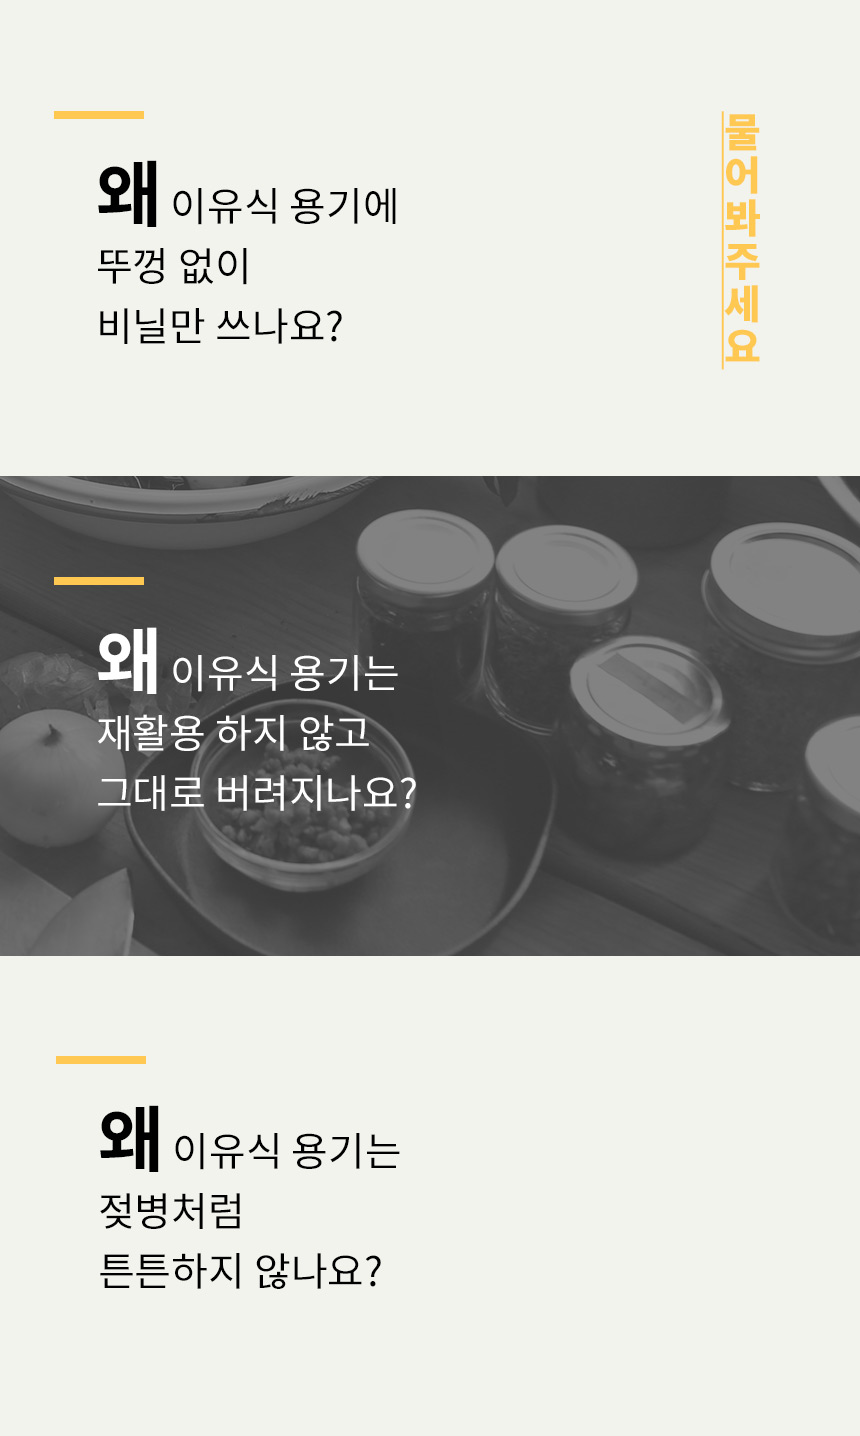 물어봐주세요
왜 이유식 용기에
뚜껑 없이
비닐만 쓰나요?
왜 이유식 용기는
재활용 하지 않고
그대로 버려지나요?
왜 이유식 용기는
젖병처럼
튼튼하지 않나요?